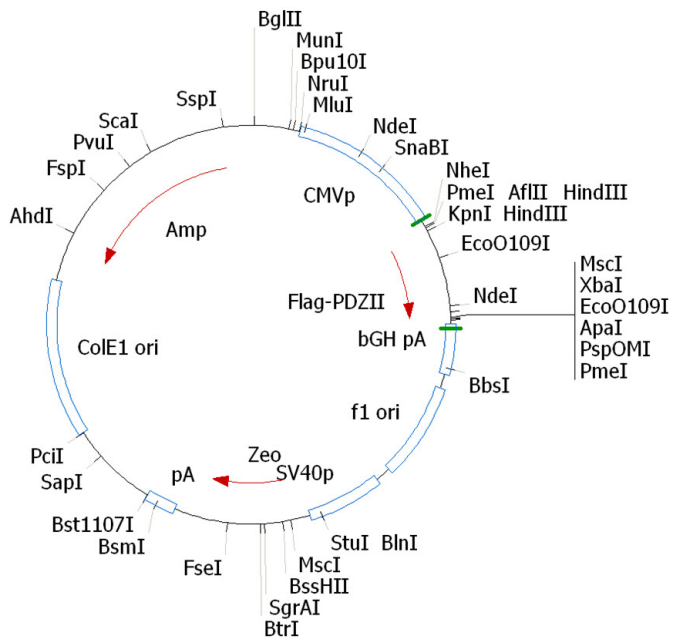 BglII
MunI
Bpu10I
NruI
MluI
SspI
ScaI
PvuI
FspI
AhdI
NdeI
SnaBI
NheI
PmeI AflII HindIII
KpnI HindIII
EcoO109I
CMVp
Amp
Flag-PDZII
NdeI
MscI
XbaI
EcoO109I
ApaI
PspOMI
PmeI
bGH pA
ColE1 ori
BbsI
f1 ori
Zeo
SV40p
pA
PciI
SapI
Bst1107I
BsmI
FseI
StuI BlnI
MscI
BssHII
SgrAI
BtrI